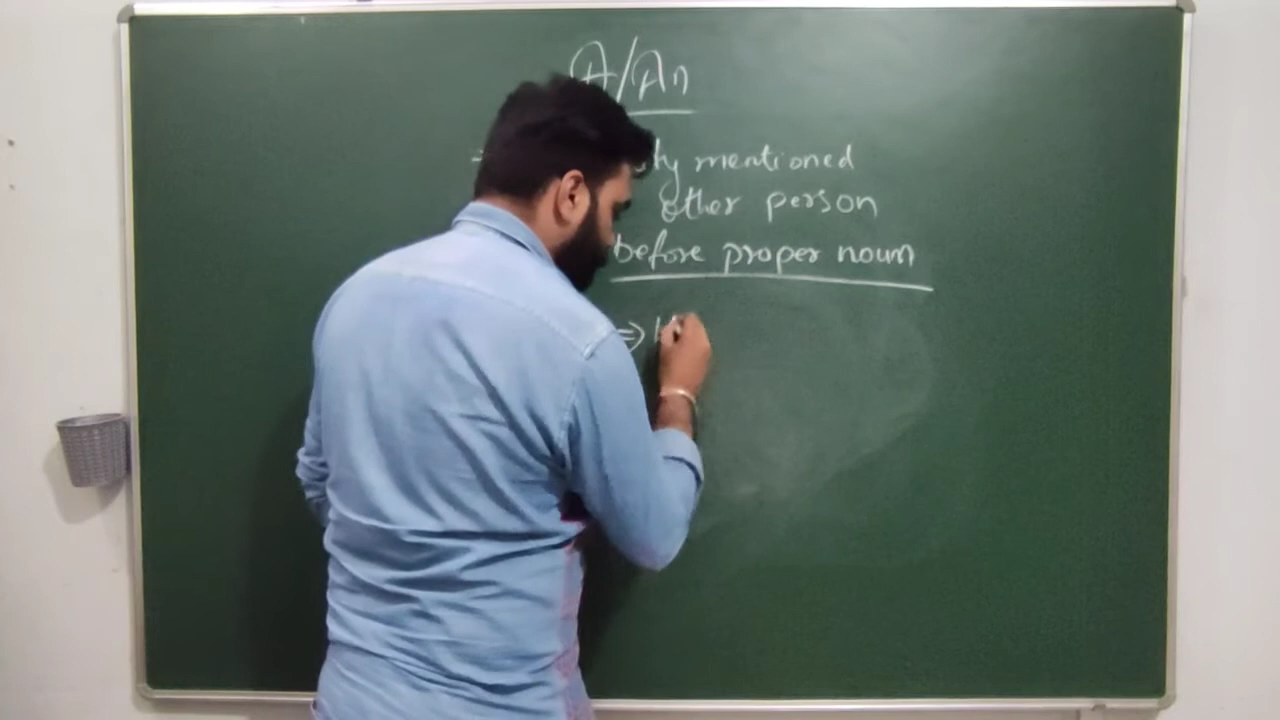 A/An
mentioned
other person
before proper noun
⇒